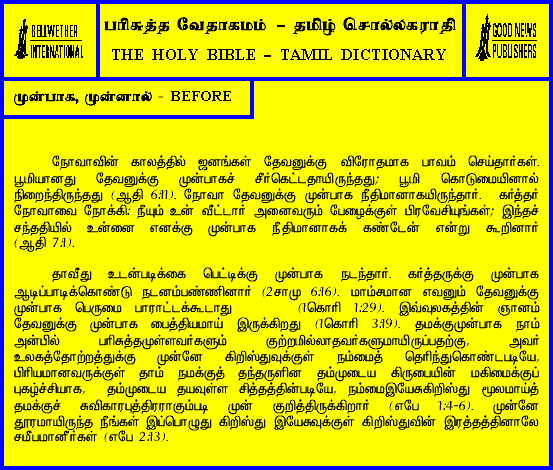 BELLWETHER
INTERNATIONAL
பரிசுத்த வேதாகமம் – தமிழ் சொல்லகராதி
THE HOLY BIBLE – TAMIL DICTIONARY
GOOD NEWS
PUBLISHERS
முன்பாக, முன்னால் - BEFORE
நோவாவின் காலத்தில் ஜனங்கள் தேவனுக்கு விரோதமாக பாவம் செய்தார்கள்.
பூமியானது தேவனுக்கு முன்பாகச் சீர்கெட்டதாயிருந்தது; பூமி கொடுமையினால்
நிறைந்திருந்தது (ஆதி 6:11). நோவா தேவனுக்கு முன்பாக நீதிமானாகயிருந்தார். கர்த்தர்
நோவாவை நோக்கி: நீயும் உன் வீட்டார் அனைவரும் பேழைக்குள் பிரவேசியுங்கள்; இந்தச்
சந்ததியில் உன்னை எனக்கு முன்பாக நீதிமானாகக் கண்டேன் என்று கூறினார்
(ஆதி 7:1).
தாவீது உடன்படிக்கை பெட்டிக்கு முன்பாக நடந்தார். கர்த்தருக்கு முன்பாக
ஆடிப்பாடிக்கொண்டு நடனம்பண்ணினார் (2சாமு 6:16). மாம்சமான எவனும் தேவனுக்கு
முன்பாக பெருமை பாராட்டக்கூடாது (1கொரி 1:29). இவ்வுலகத்தின் ஞானம்
தேவனுக்கு முன்பாக பைத்தியமாய் இருக்கிறது (1கொரி 3:19). தமக்குமுன்பாக நாம்
அன்பில் பரிசுத்தமுள்ளவர்களும் குற்றமில்லாதவர்களுமாயிருப்பதற்கு, அவர்
உலகத்தோற்றத்துக்கு முன்னே கிறிஸ்துவுக்குள் நம்மைத் தெரிந்துகொண்டபடியே,
பிரியமானவருக்குள் தாம் நமக்குத் தந்தருளின தம்முடைய கிருபையின் மகிமைக்குப்
புகழ்ச்சியாக, தம்முடைய தயவுள்ள சித்தத்தின்படியே, நம்மைஇயேசுகிறிஸ்து மூலமாய்த்
தமக்குச் சுவிகாரபுத்திரராகும்படி முன் குறித்திருக்கிறார் (எபே 1:4-6). முன்னே
தூரமாயிருந்த நீங்கள் இப்பொழுது கிறிஸ்து இயேசுவுக்குள் கிறிஸ்துவின் இரத்தத்தினாலே
சமீபமானீர்கள் (எபே 2:13).